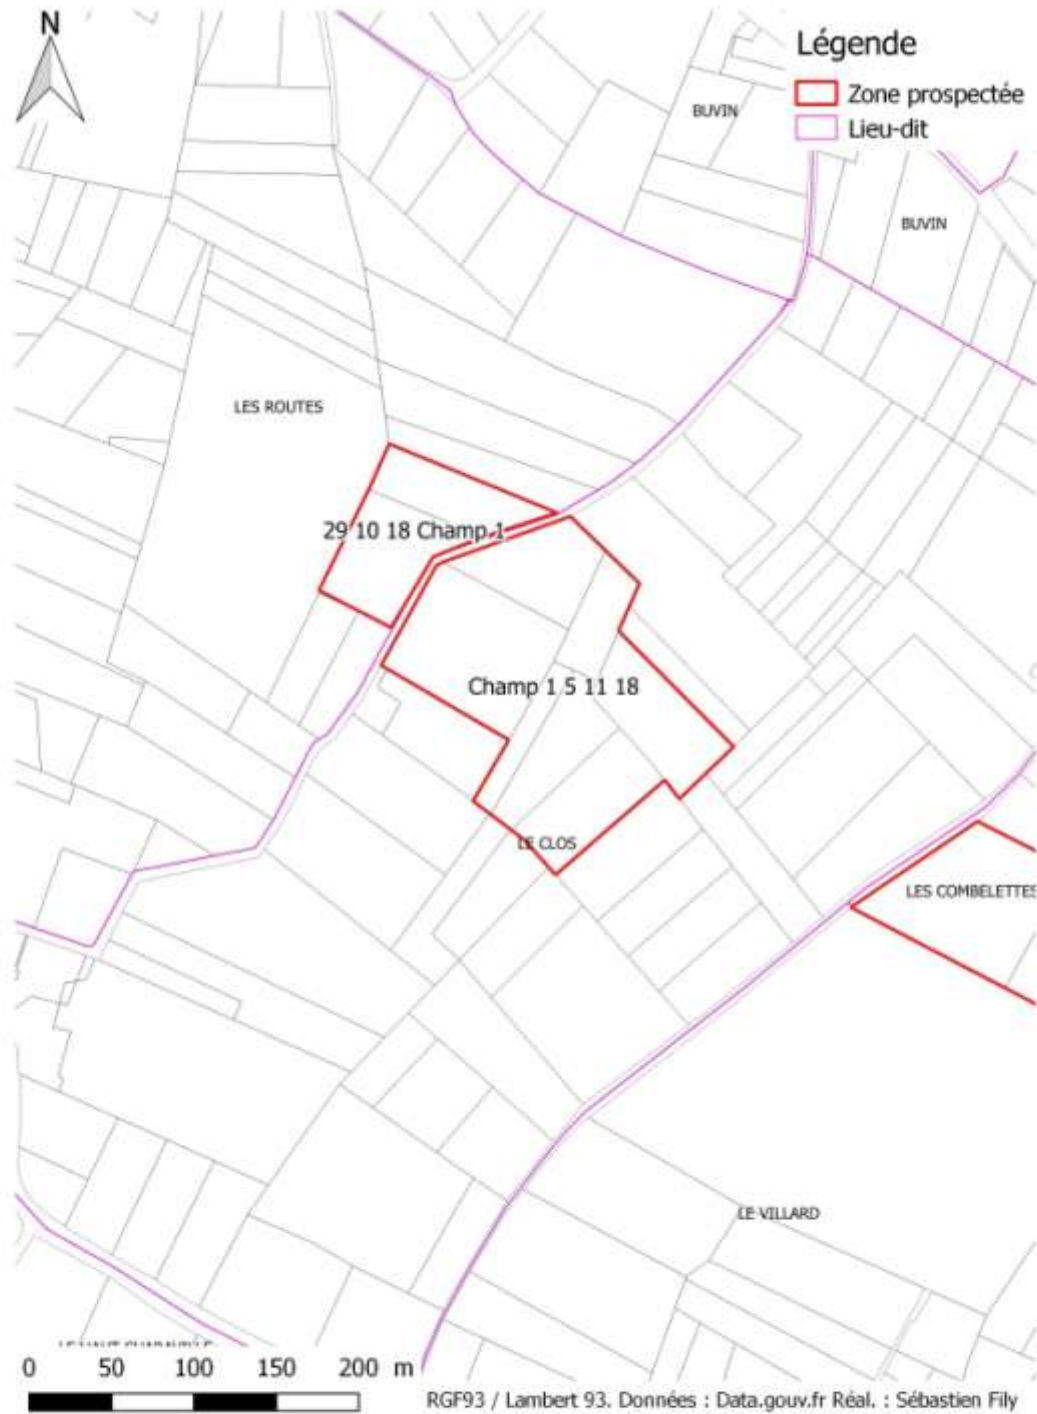 N
Légende
Zone prospectée
Lieu-dit
BUVIN
BUVIN
LES ROUTES
29 10 18 Champ 1
Champ 1 5 11 18
LE CLOS
LES COMBELETTES
LE VILLARD
0 50 100 150 200 m
RGF93 / Lambert 93. Données : Data.gouv.fr Réal. : Sébastien Fily